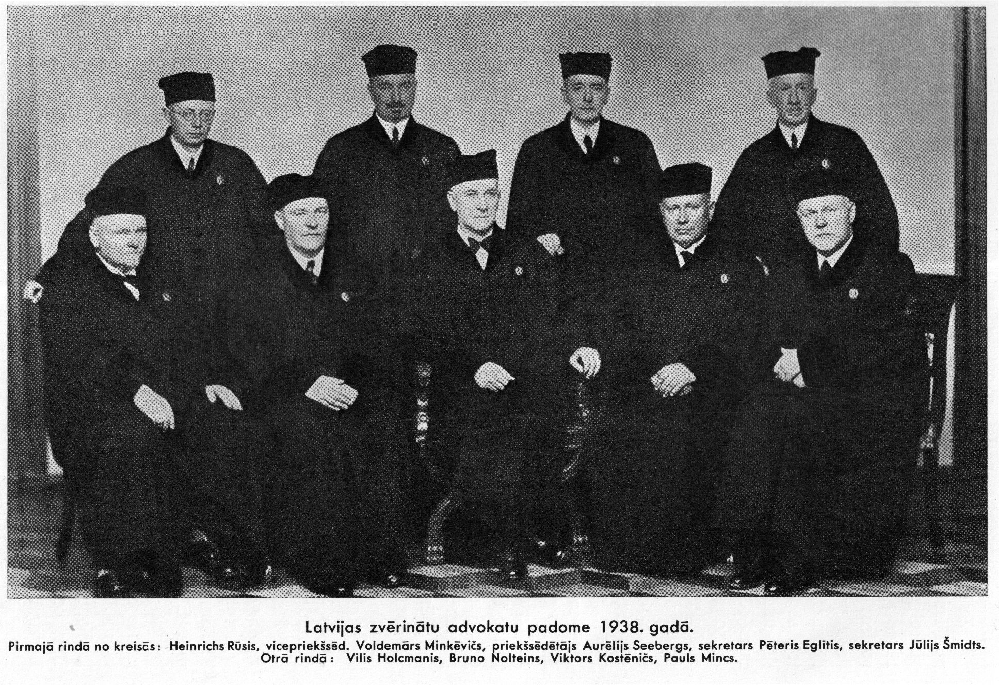 Latvijas zvērinātu advokatu padome 1938. gadā.
Pirmajā rindā no kreisās: Heinrichs Rūsis, vicepriekšsēd. Voldemārs Minkēvičs, priekšsēdētājs Aurēlijs Seebergs, sekretars Pēteris Eglītis, sekretars Jūlijs Šmidts.
Otrā rindā: Vilis Holcmanis, Bruno Nolteins, Viktors Kostēničs, Pauls Mincs.